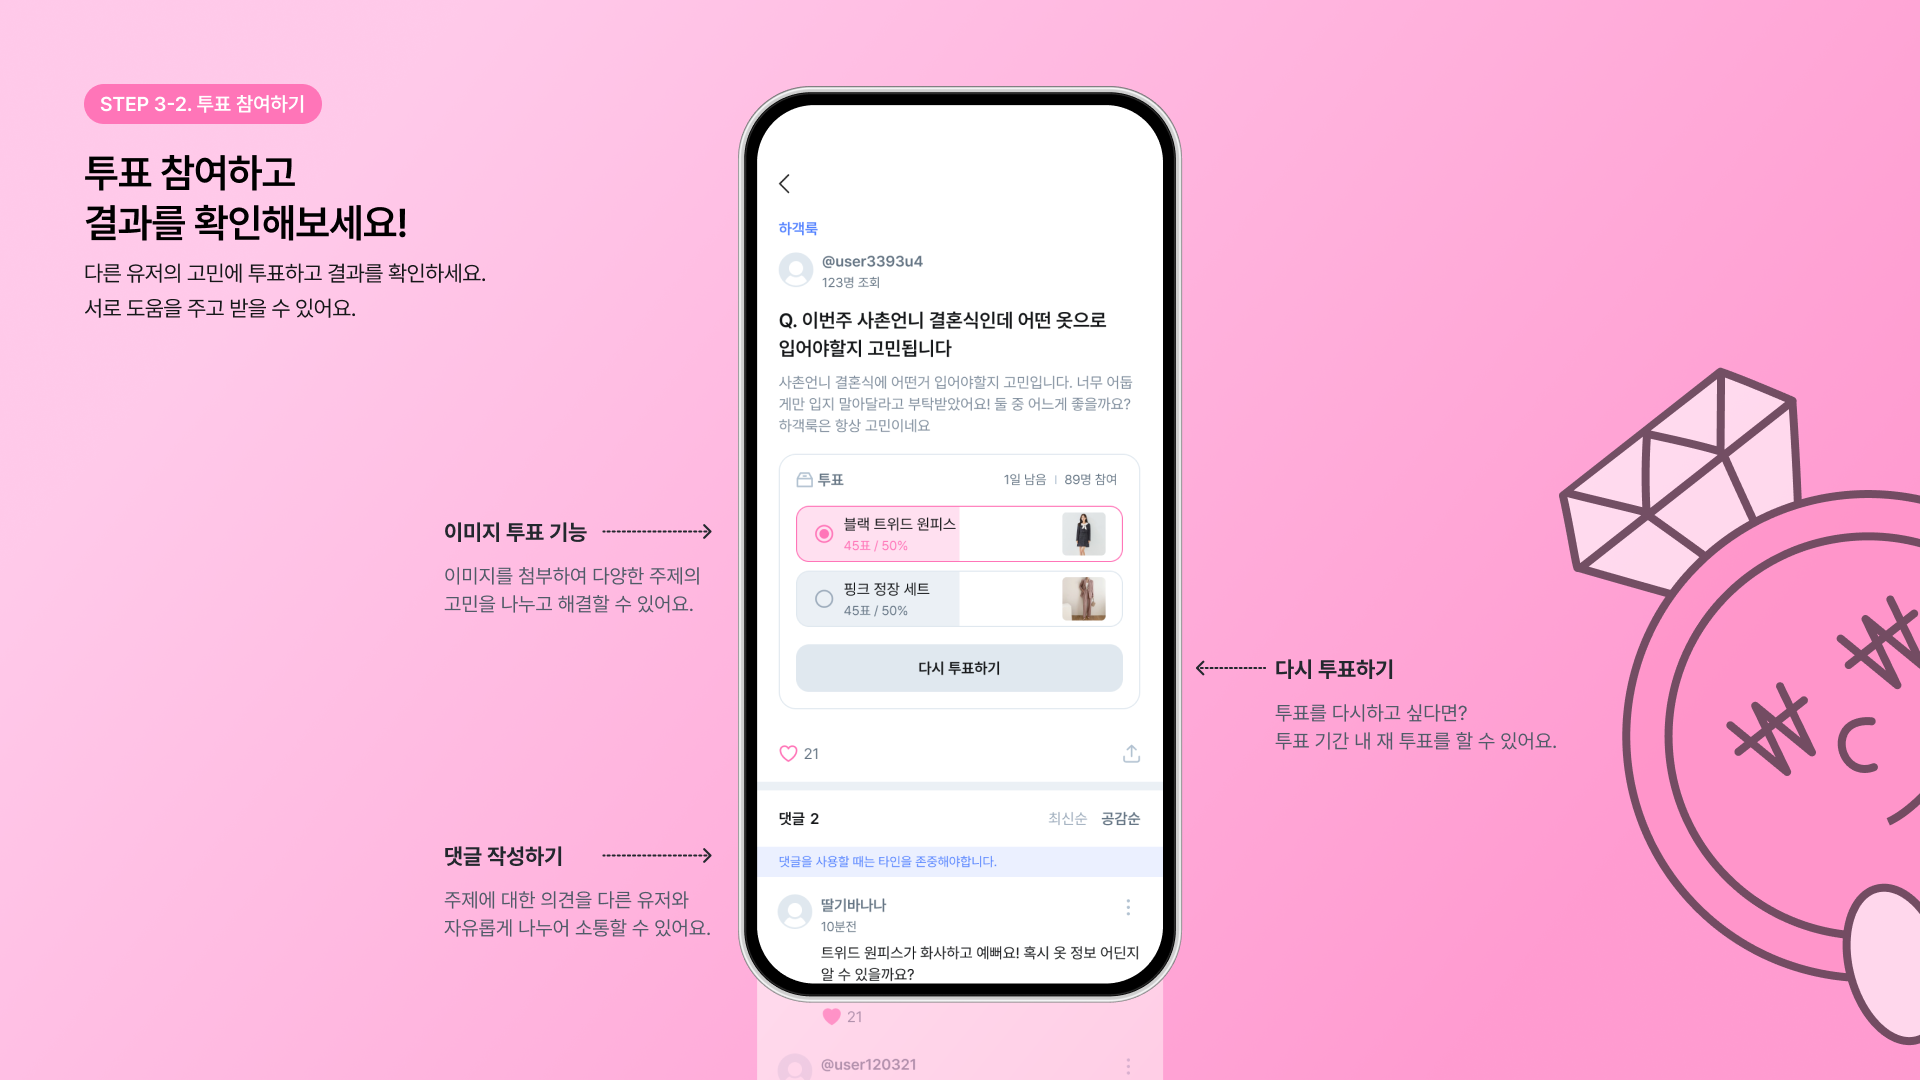 STEP 3-2. 투표 참여하기
투표 참여하고
결과를 확인해보세요!
다른 유저의 고민에 투표하고 결과를 확인하세요.
서로 도움을 주고 받을 수 있어요.
이미지 투표 기능
이미지를 첨부하여 다양한 주제의
고민을 나누고 해결할 수 있어요.
댓글 작성하기
주제에 대한 의견을 다른 유저와
자유롭게 나누어 소통할 수 있어요.
하객룩
@user3393u4
123명 조회
Q. 이번주 사촌언니 결혼식인데 어떤 옷으로
입어야할지 고민됩니다
사촌언니 결혼식에 어떤거 입어야할지 고민입니다. 너무 어둡
게만 입지 말아달라고 부탁받았어요! 둘 중 어느게 좋을까요?
하객룩은 항상 고민이네요
투표 1일 남음 | 89명 참여
블랙 트위드 원피스
45표 / 50%
핑크 정장 세트
45표 / 50%
다시 투표하기
21
댓글 2 최신순 공감순
댓글을 사용할 때는 타인을 존중해야합니다.
딸기바나나
10분전
트위드 원피스가 화사하고 예뻐요! 혹시 옷 정보 어딘지
알 수 있을까요?
21
@user120321
다시 투표하기
투표를 다시하고 싶다면?
투표 기간 내 재 투표를 할 수 있어요.